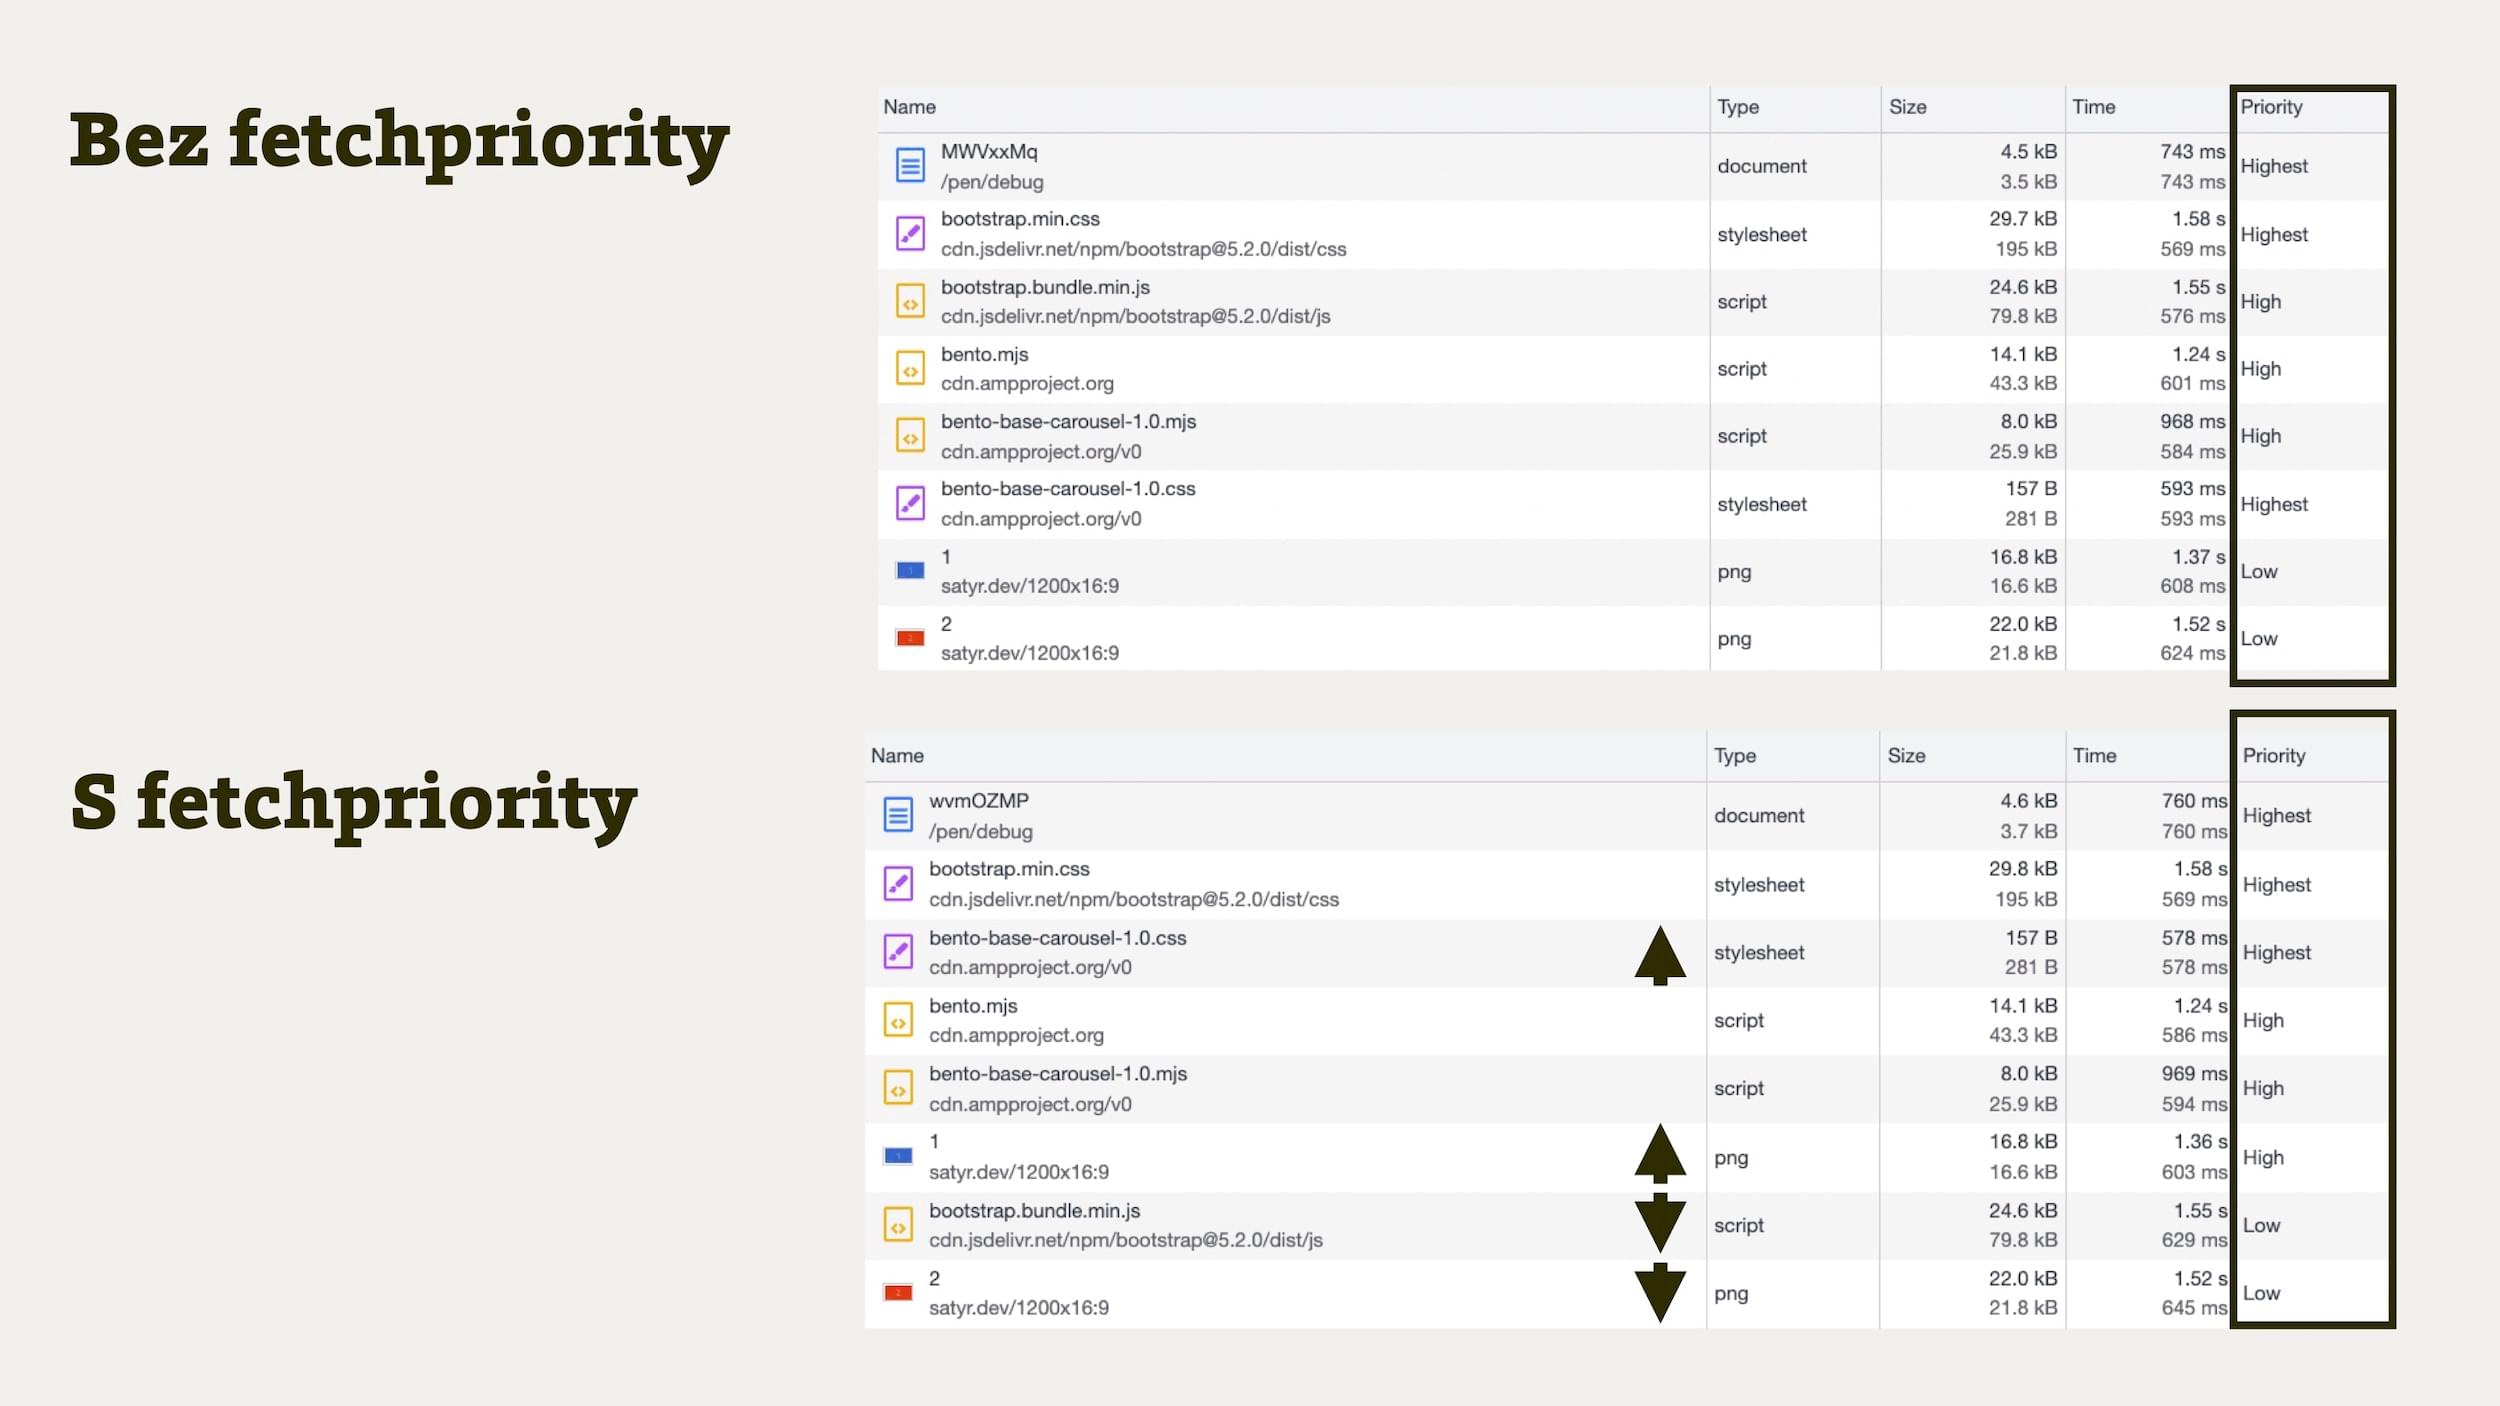 Bez fetchpriority
Name Type Size Time Priority
MWVxxMq 4.5 kB 743 ms
/pen/debug document 3.5 kB 743 ms Highest
bootstrap.min.css 29.7 kB 1.58 s
cdn.jsdelivr.net/npm/bootstrap@5.2.0/dist/css stylesheet 195 kB 569 ms Highest
bootstrap.bundle.min.js 24.6 kB 1.55 s
cdn.jsdelivr.net/npm/bootstrap@5.2.0/dist/js script 79.8 kB 576 ms High
bento.mjs 14.1 kB 1.24 s
cdn.ampproject.org script 43.3 kB 601 ms High
bento-base-carousel-1.0.mjs 8.0 kB 968 ms
cdn.ampproject.org/v0 script 25.9 kB 584 ms High
bento-base-carousel-1.0.css 157 B 593 ms
cdn.ampproject.org/v0 stylesheet 281 B 593 ms Highest
1 16.8 kB 1.37 s
satyr.dev/1200x16:9 png 16.6 kB 608 ms Low
2 22.0 kB 1.52 s
satyr.dev/1200x16:9 png 21.8 kB 624 ms Low
S fetchpriority
Name Type Size Time Priority
wvmOZMP 4.6 kB 760 ms
/pen/debug document 3.7 kB 760 ms Highest
bootstrap.min.css 29.8 kB 1.58 s
cdn.jsdelivr.net/npm/bootstrap@5.2.0/dist/css stylesheet 195 kB 569 ms Highest
bento-base-carousel-1.0.css 157 B 578 ms
cdn.ampproject.org/v0 stylesheet 281 B 578 ms Highest
bento.mjs 14.1 kB 1.24 s
cdn.ampproject.org script 43.3 kB 586 ms High
bento-base-carousel-1.0.mjs 8.0 kB 969 ms
cdn.ampproject.org/v0 script 25.9 kB 594 ms High
1 16.8 kB 1.36 s
satyr.dev/1200x16:9 png 16.6 kB 603 ms High
bootstrap.bundle.min.js 24.6 kB 1.55 s
cdn.jsdelivr.net/npm/bootstrap@5.2.0/dist/js script 79.8 kB 629 ms Low
2 22.0 kB 1.52 s
satyr.dev/1200x16:9 png 21.8 kB 645 ms Low